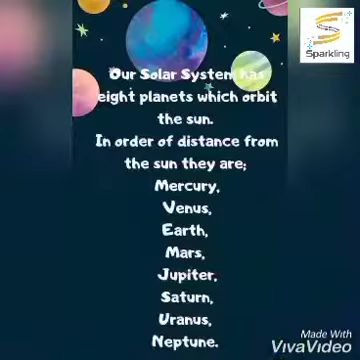 Sparkling
Our Solar System has
eight planets which orbit
the sun.
In order of distance from
the sun they are;
Mercury,
Venus,
Earth,
Mars,
Jupiter,
Saturn,
Uranus,
Neptune.
Made With
VivaVideo